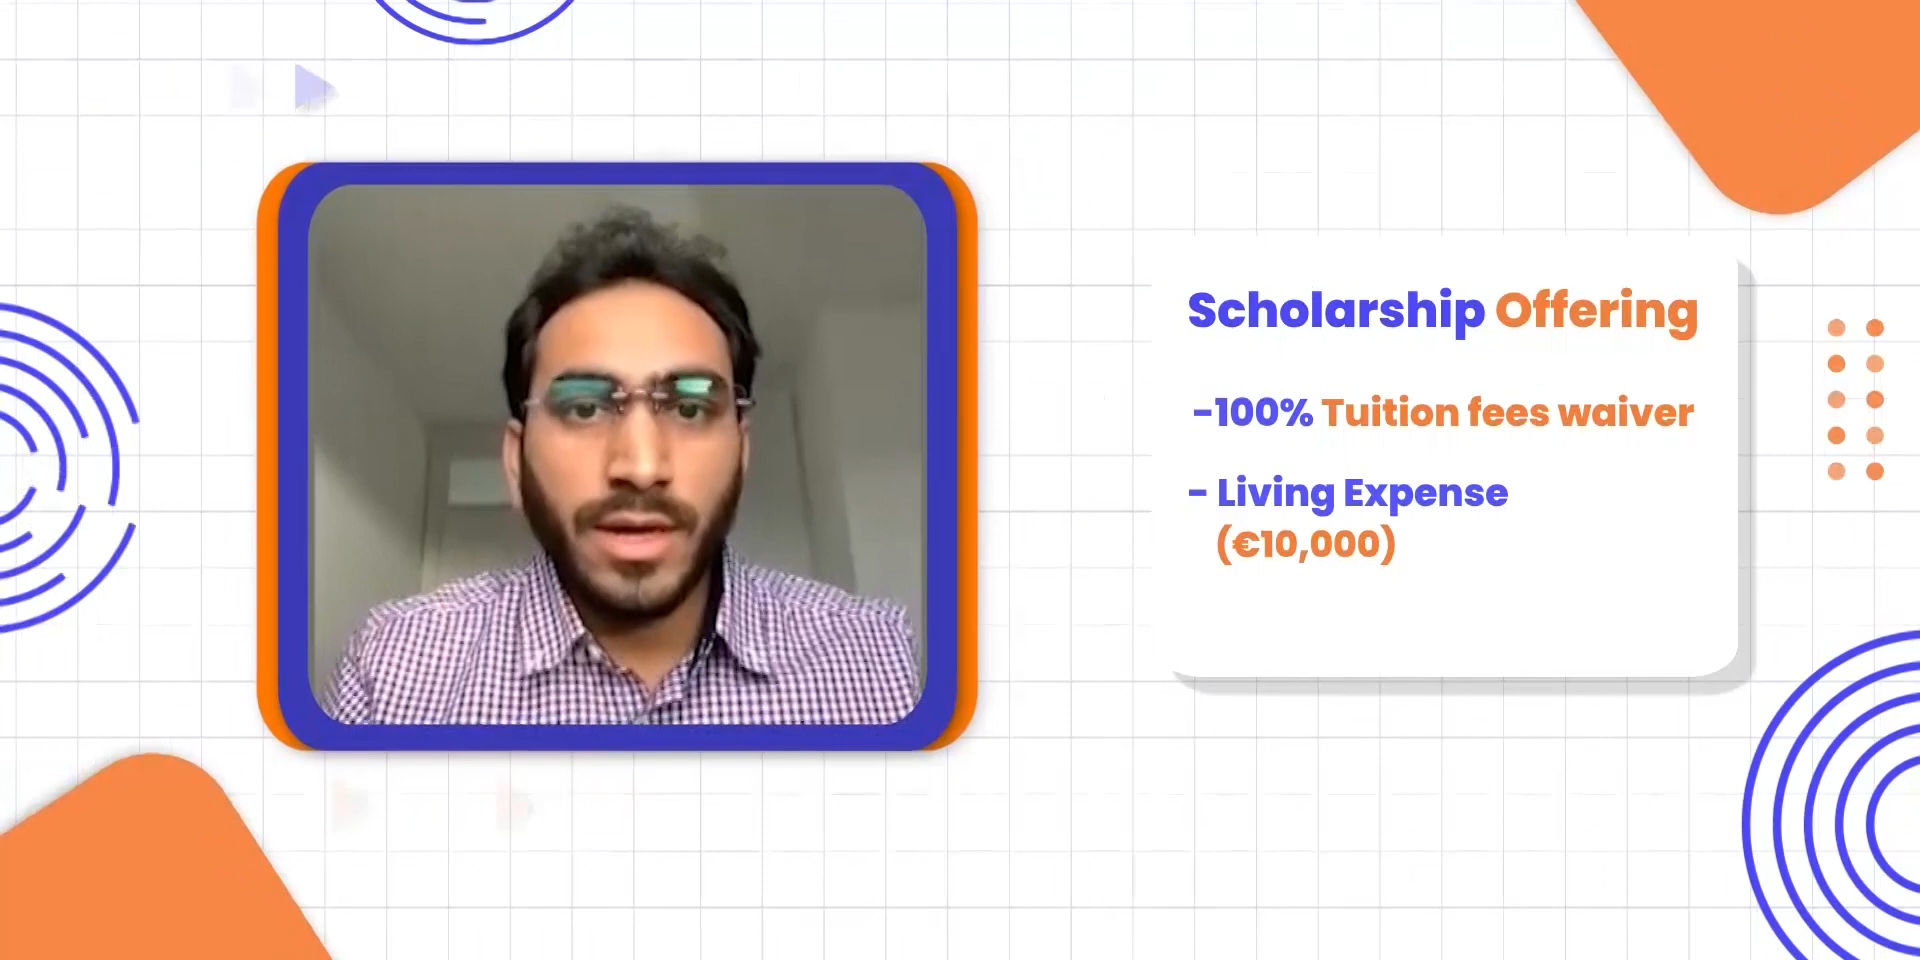 Scholarship Offering
-100% Tuition fees waiver
- Living Expense
(€10,000)